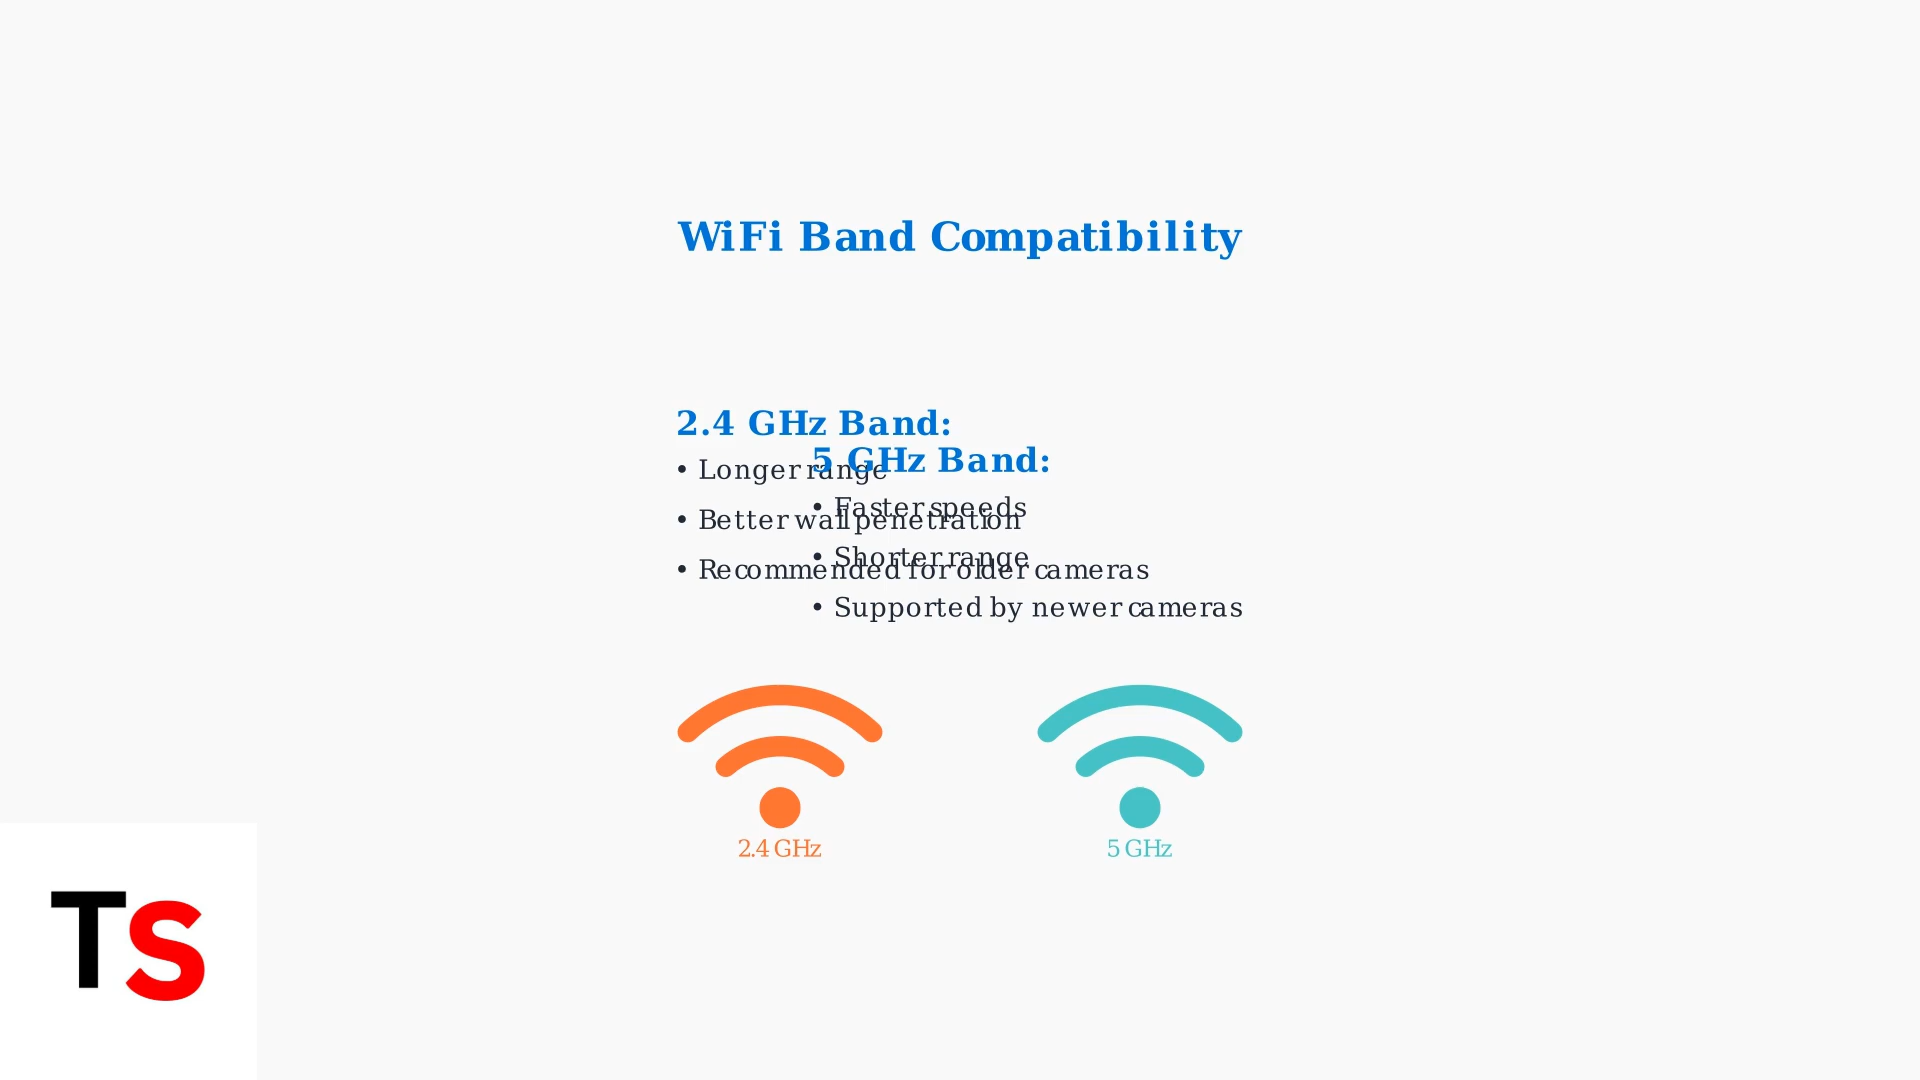 WiFi Band Compatibility
2.4 GHz Band:
• Longer range
• Better wall penetration
• Recommended for older cameras
5 GHz Band:
• Faster speeds
• Shorter range
• Supported by newer cameras
2.4 GHz
5 GHz
TS